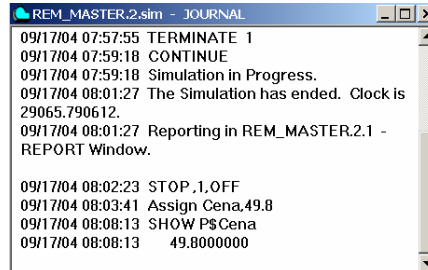 REM_MASTER.2.sim - JOURNAL
09/17/04 07:57:55 TERMINATE 1
09/17/04 07:59:18 CONTINUE
09/17/04 07:59:18 Simulation in Progress.
09/17/04 08:01:27 The Simulation has ended. Clock is
29065.790612.
09/17/04 08:01:27 Reporting in REM_MASTER.2.1 -
REPORT Window.
09/17/04 08:02:23 STOP ,1,OFF
09/17/04 08:03:41 Assign Cena,49.8
09/17/04 08:08:13 SHOW P$Cena
09/17/04 08:08:13 49.8000000